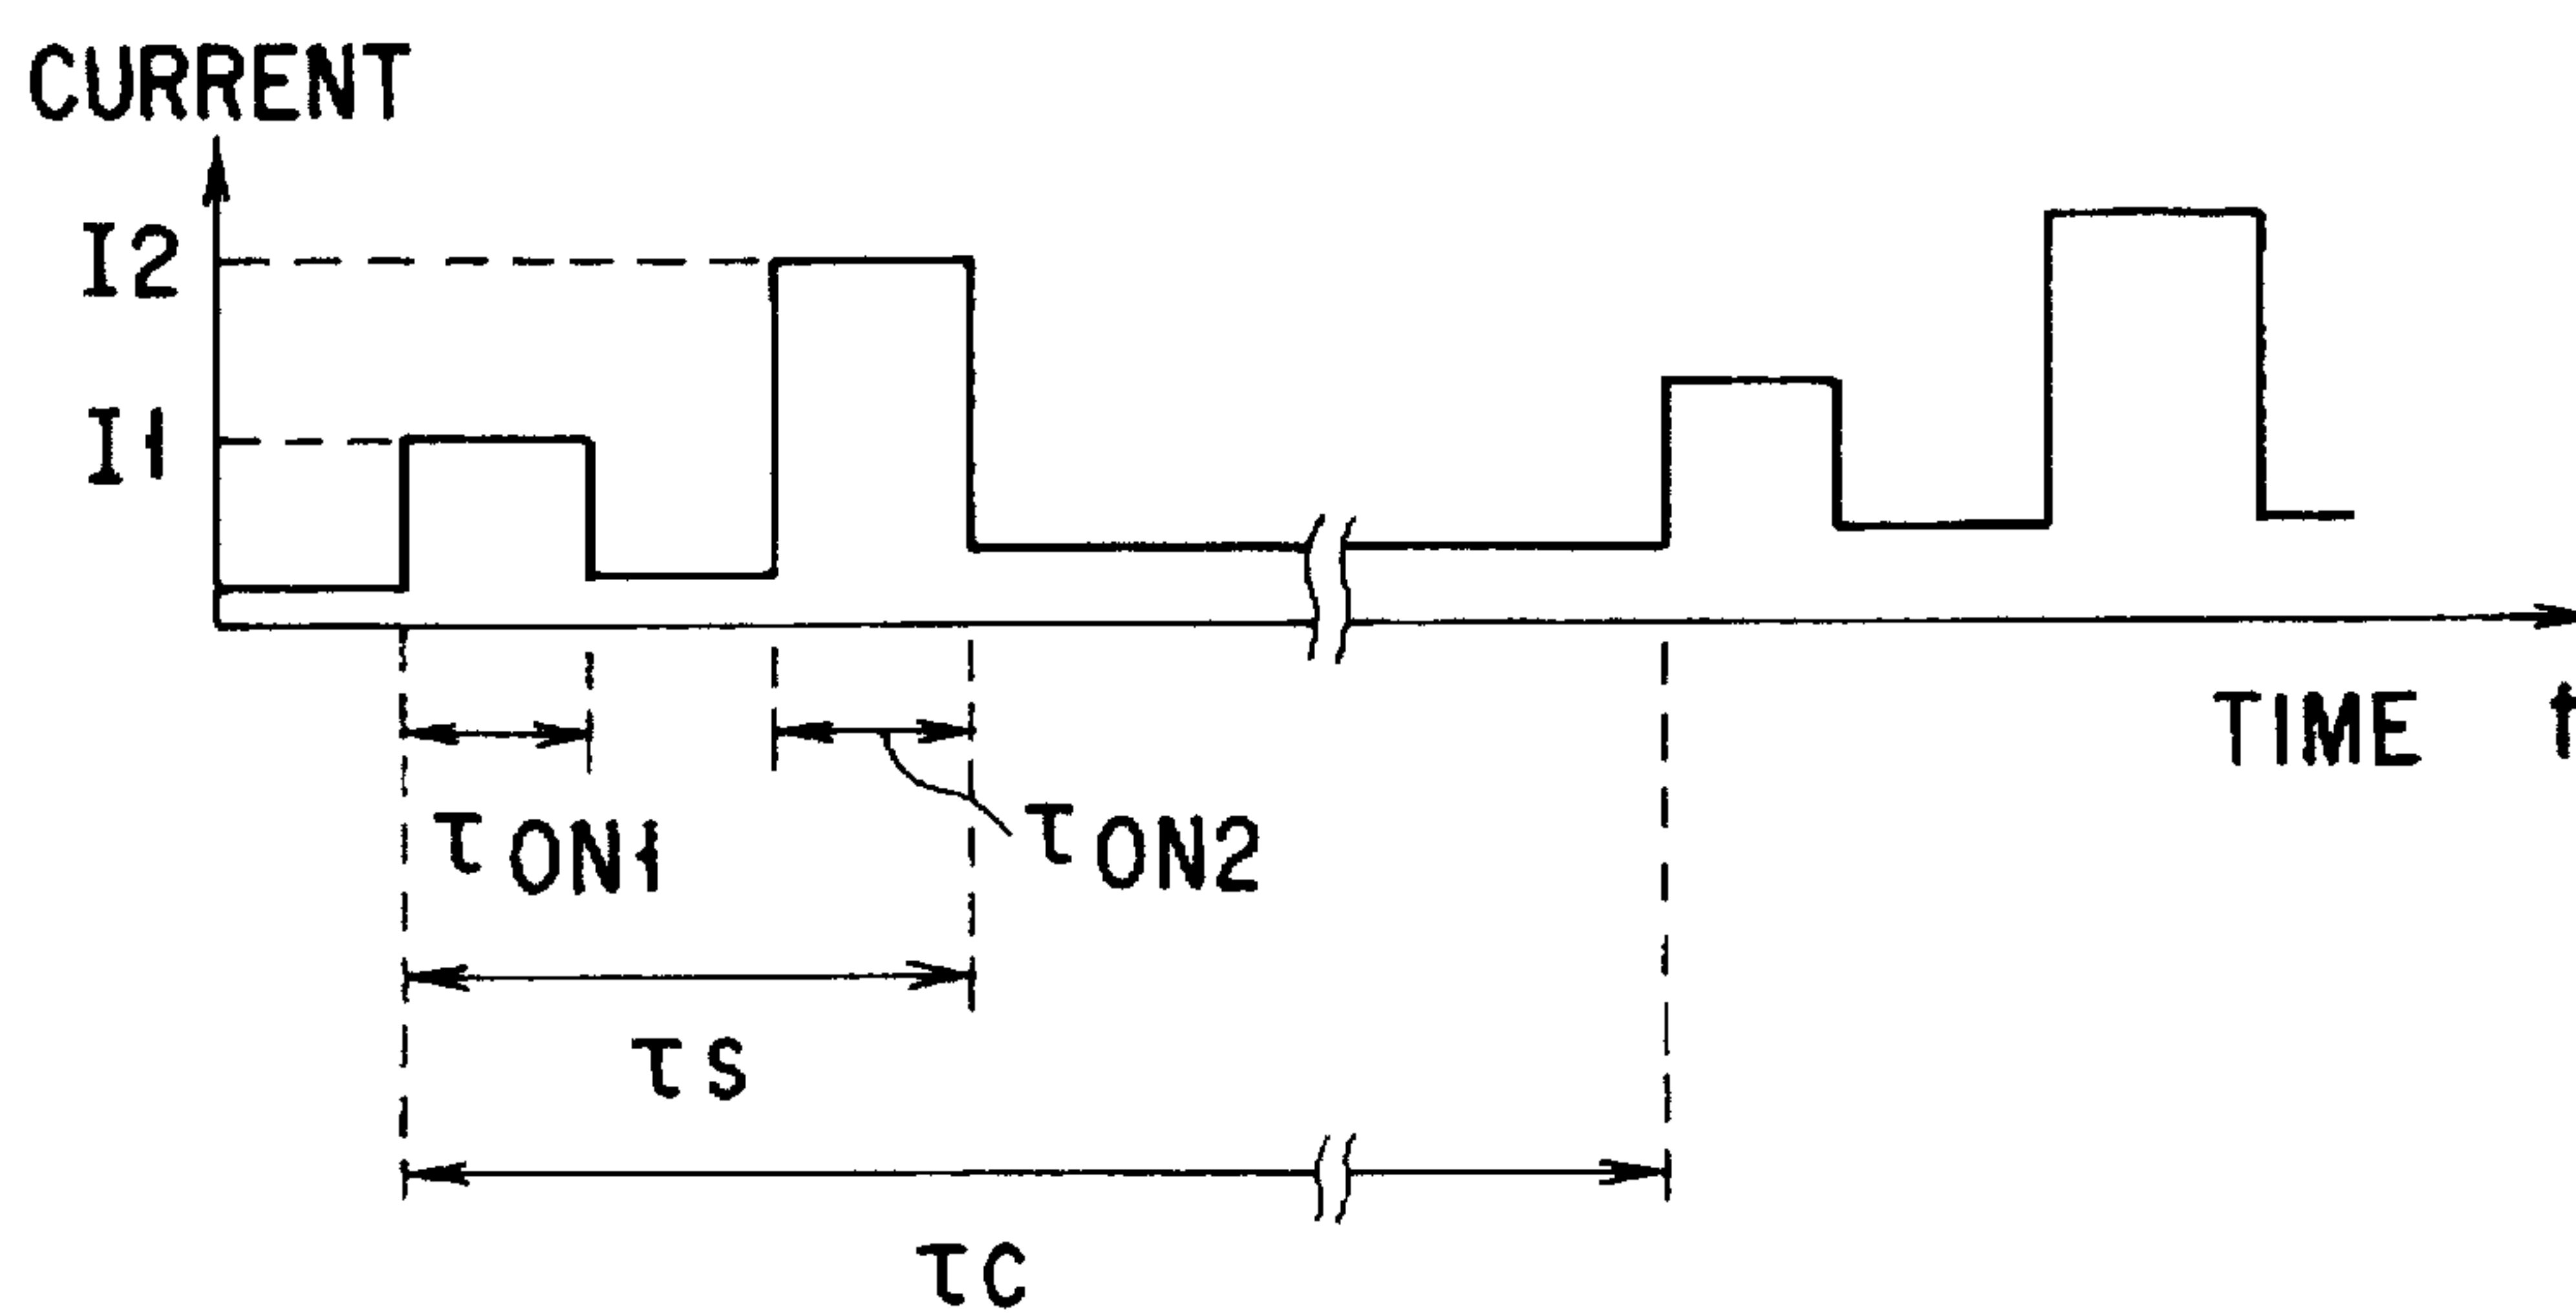 CURRENT
I2
I1
TIME t
τON1
τON2
τS
τC